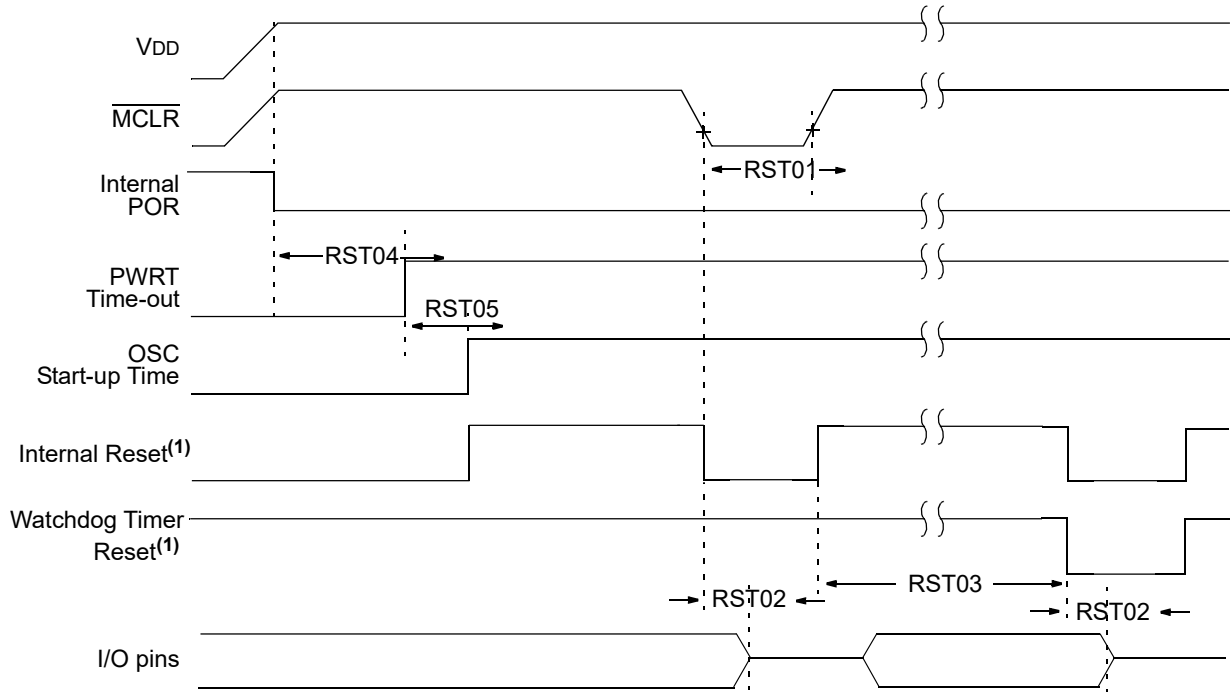 VDD
MCLR
RST01
Internal
POR
RST04
PWRT
Time-out
RST05
OSC
Start-up Time
Internal Reset(1)
Watchdog Timer
Reset(1)
RST03
RST02
RST02
I/O pins